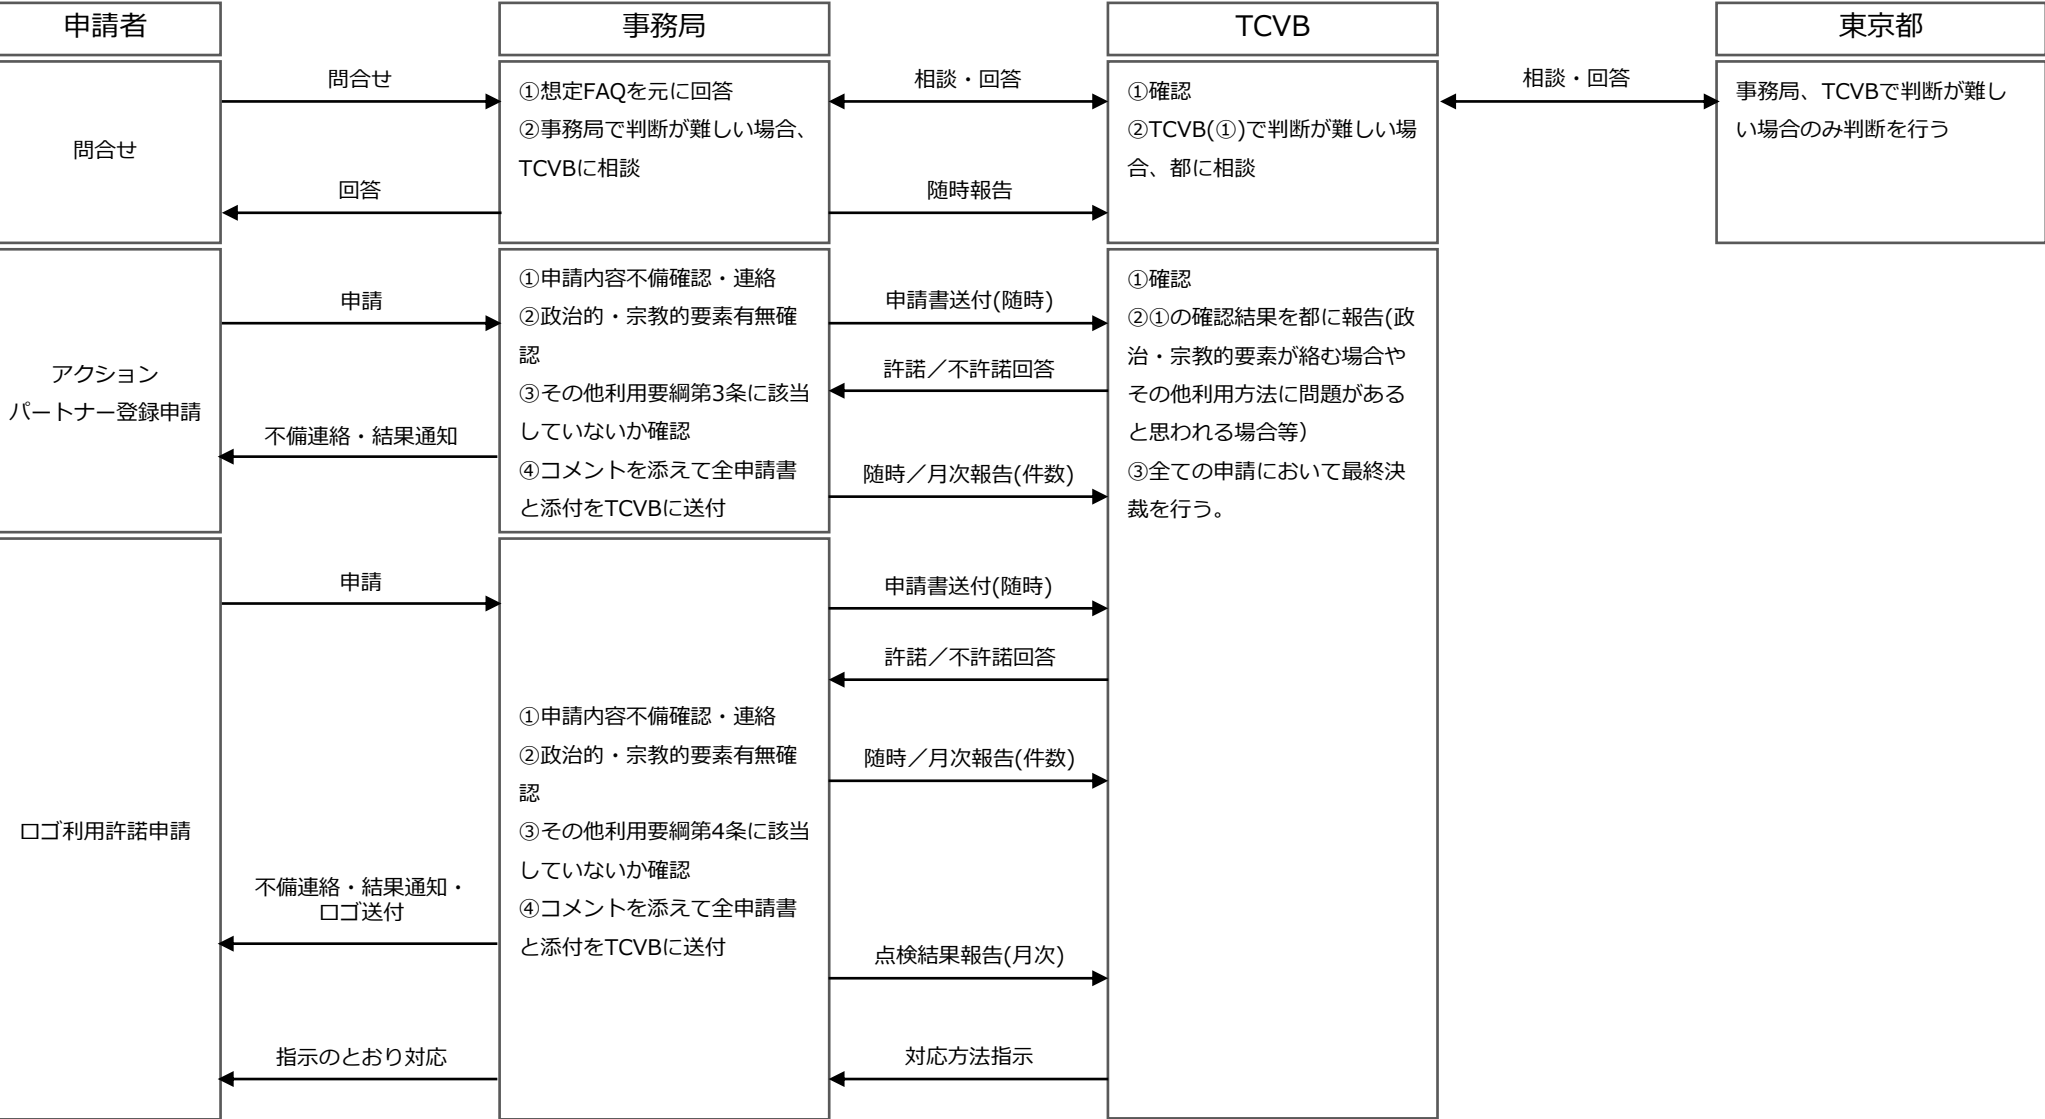 申請者
事務局
TCVB
東京都
問合せ
問合せ
回答
①想定FAQを元に回答
②事務局で判断が難しい場合、
TCVBに相談
相談・回答
随時報告
①確認
②TCVB(①)で判断が難しい場
合、都に相談
相談・回答
事務局、TCVBで判断が難し
い場合のみ判断を行う
アクション
パートナー登録申請
申請
不備連絡・結果通知
①申請内容不備確認・連絡
②政治的・宗教的要素有無確
認
③その他利用要綱第3条に該当
していないか確認
④コメントを添えて全申請書
と添付をTCVBに送付
申請書送付(随時)
許諾／不許諾回答
随時／月次報告(件数)
①確認
②①の確認結果を都に報告(政
治・宗教的要素が絡む場合や
その他利用方法に問題がある
と思われる場合等）
③全ての申請において最終決
裁を行う。
ロゴ利用許諾申請
申請
不備連絡・結果通知・
ロゴ送付
指示のとおり対応
①申請内容不備確認・連絡
②政治的・宗教的要素有無確
認
③その他利用要綱第4条に該当
していないか確認
④コメントを添えて全申請書
と添付をTCVBに送付
申請書送付(随時)
許諾／不許諾回答
随時／月次報告(件数)
点検結果報告(月次)
対応方法指示